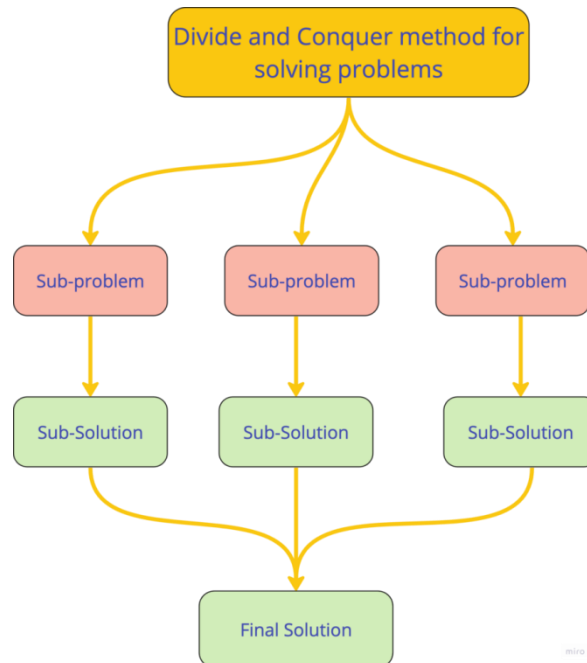 Divide and Conquer method for
solving problems
Sub-problem
Sub-problem
Sub-problem
Sub-Solution
Sub-Solution
Sub-Solution
Final Solution
miro